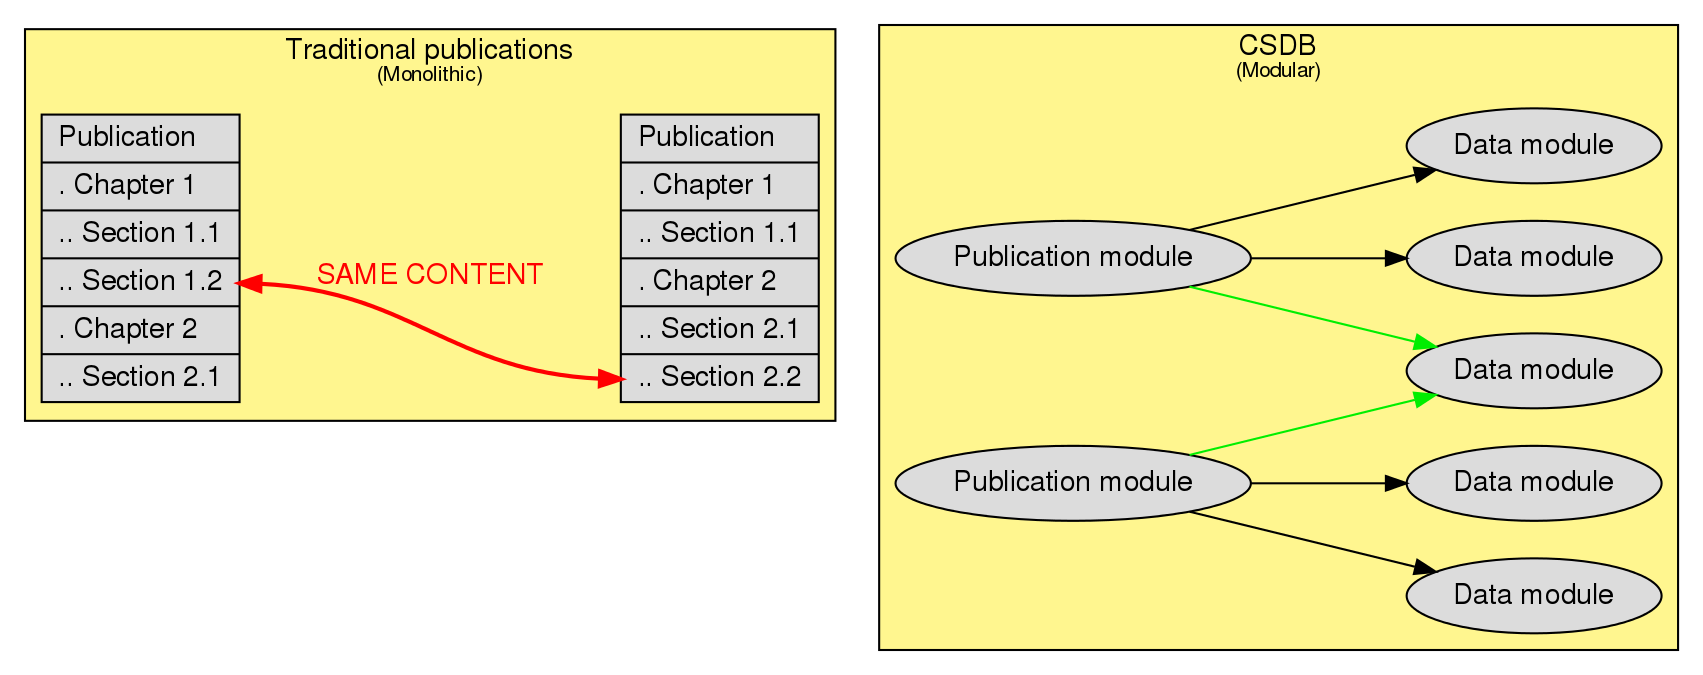 Traditional publications
(Monolithic)
Publication
. Chapter 1
.. Section 1.1
.. Section 1.2
. Chapter 2
.. Section 2.1
SAME CONTENT
Publication
. Chapter 1
.. Section 1.1
. Chapter 2
.. Section 2.1
.. Section 2.2
CSDB
(Modular)
Publication module
Publication module
Data module
Data module
Data module
Data module
Data module